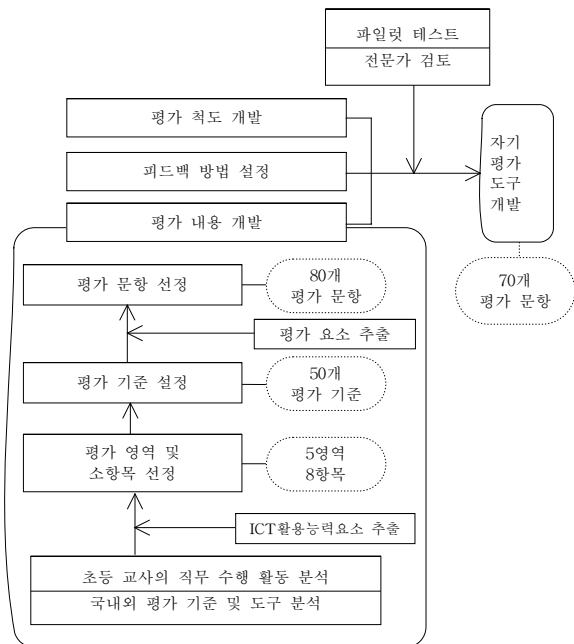 파일럿 테스트
전문가 검토
평가 척도 개발
피드백 방법 설정
평가 내용 개발
자기
평가
도구
개발
70개
평가 문항
평가 문항 선정
80개
평가 문항
평가 요소 추출
평가 기준 설정
50개
평가 기준
평가 영역 및
소항목 선정
5영역
8항목
ICT활용능력요소 추출
초등 교사의 직무 수행 활동 분석
국내외 평가 기준 및 도구 분석